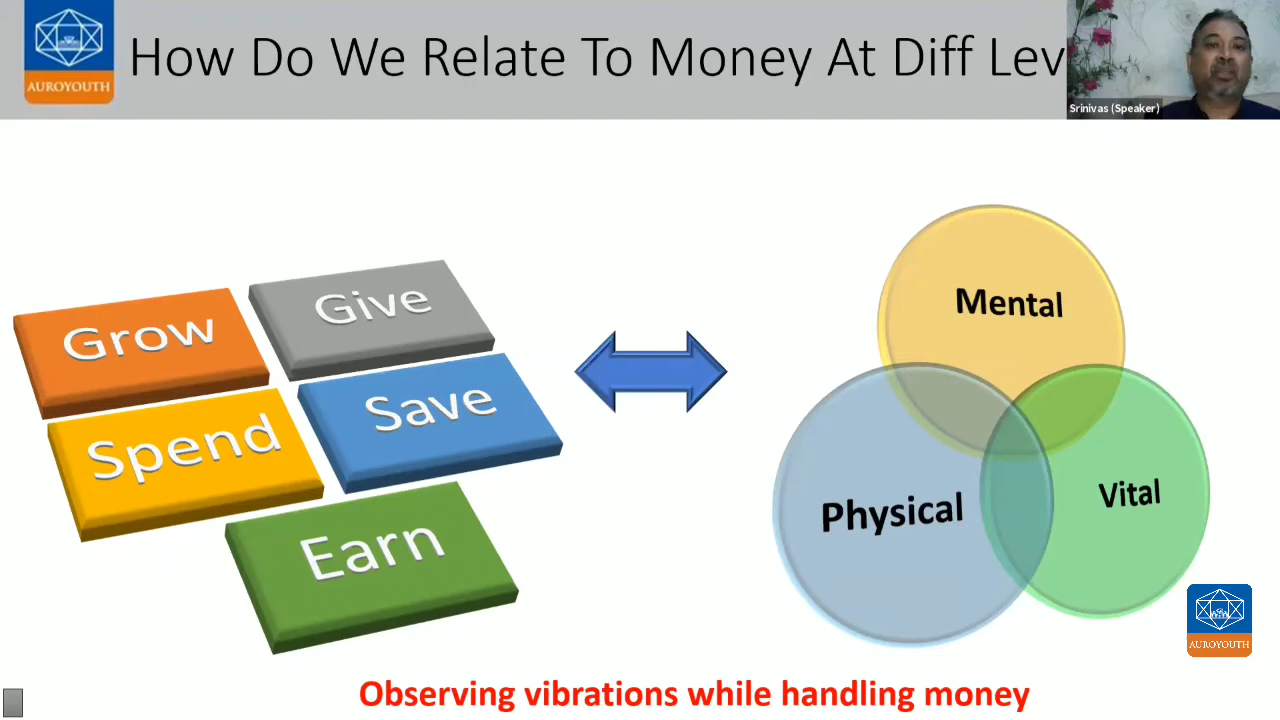 AUROYOUTH
How Do We Relate To Money At Diff Lev
Srinivas (Speaker)
Grow
Give
Spend
Save
Earn
Mental
Physical
Vital
AUROYOUTH
Observing vibrations while handling money